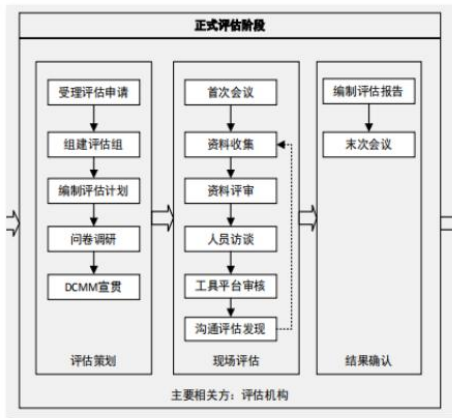 正式评估阶段
受理评估申请
组建评估组
编制评估计划
问卷调研
DCMM宣贯
评估策划
首次会议
资料收集
资料评审
人员访谈
工具平台审核
沟通评估发现
现场评估
编制评估报告
末次会议
结果确认
主要相关方：评估机构